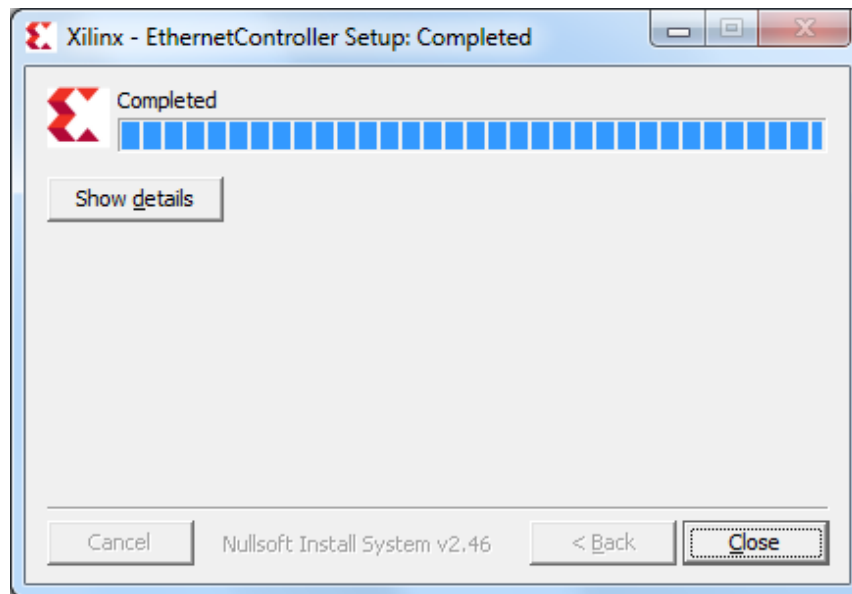 Xilinx - EthernetController Setup: Completed
Completed
Show details
Cancel
Nullsoft Install System v2.46
< Back
Close